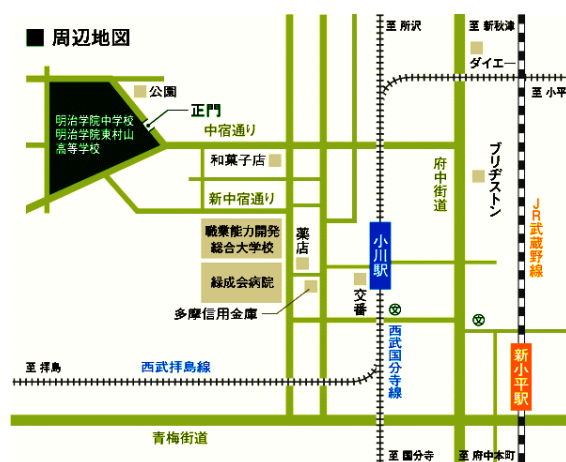 ■ 周辺地図
至 所沢
至 新秋津
ダイエー
至 小平
公園
正門
明治学院中学校
明治学院東村山
高等学校
中宿通り
和菓子店
新中宿通り
府中街道
ブリヂストン
JR武蔵野線
職業能力開発
総合大学校
薬店
小川駅
緑成会病院
交番
多摩信用金庫
文
文
至 拝島
西武拝島線
西武国分寺線
新小平駅
青梅街道
至 国分寺
至 府中本町